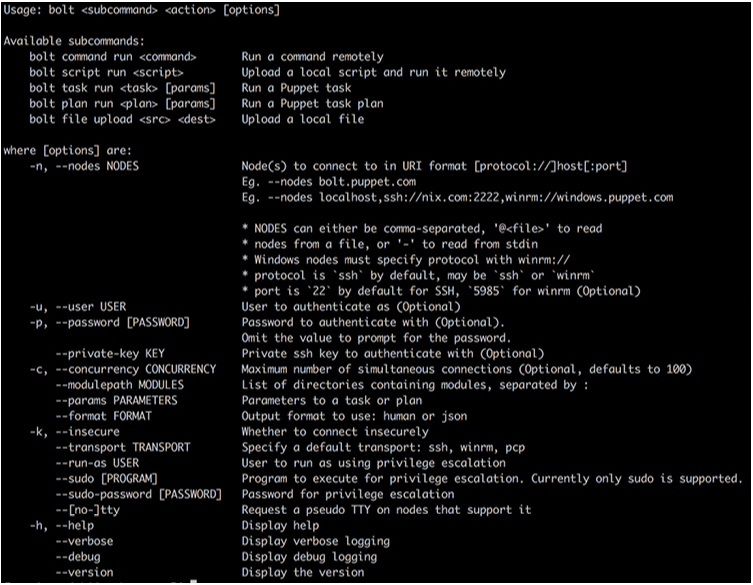 Usage: bolt <subcommand> <action> [options]

Available subcommands:
    bolt command run <command>       Run a command remotely
    bolt script run <script>         Upload a local script and run it remotely
    bolt task run <task> [params]    Run a Puppet task
    bolt plan run <plan> [params]    Run a Puppet task plan
    bolt file upload <src> <dest>    Upload a local file

where [options] are:
    -n, --nodes NODES                Node(s) to connect to in URI format [protocol://]host[:port]
                                     Eg. --nodes bolt.puppet.com
                                     Eg. --nodes localhost,ssh://nix.com:2222,winrm://windows.puppet.com

                                     * NODES can either be comma-separated, '@<file>' to read
                                     * nodes from a file, or '-' to read from stdin
                                     * Windows nodes must specify protocol with winrm://
                                     * protocol is `ssh` by default, may be `ssh` or `winrm`
                                     * port is `22` by default for SSH, `5985` for winrm (Optional)
    -u, --user USER                  User to authenticate as (Optional)
    -p, --password [PASSWORD]        Password to authenticate with (Optional).
                                     Omit the value to prompt for the password.
        --private-key KEY            Private ssh key to authenticate with (Optional)
    -c, --concurrency CONCURRENCY    Maximum number of simultaneous connections (Optional, defaults to 100)
        --modulepath MODULES         List of directories containing modules, separated by :
        --params PARAMETERS          Parameters to a task or plan
        --format FORMAT              Output format to use: human or json
    -k, --insecure                   Whether to connect insecurely
        --transport TRANSPORT        Specify a default transport: ssh, winrm, pcp
        --run-as USER                User to run as using privilege escalation
        --sudo [PROGRAM]             Program to execute for privilege escalation. Currently only sudo is supported.
        --sudo-password [PASSWORD]   Password for privilege escalation
        --[no-]tty                   Request a pseudo TTY on nodes that support it
    -h, --help                       Display help
        --verbose                    Display verbose logging
        --debug                      Display debug logging
        --version                    Display the version